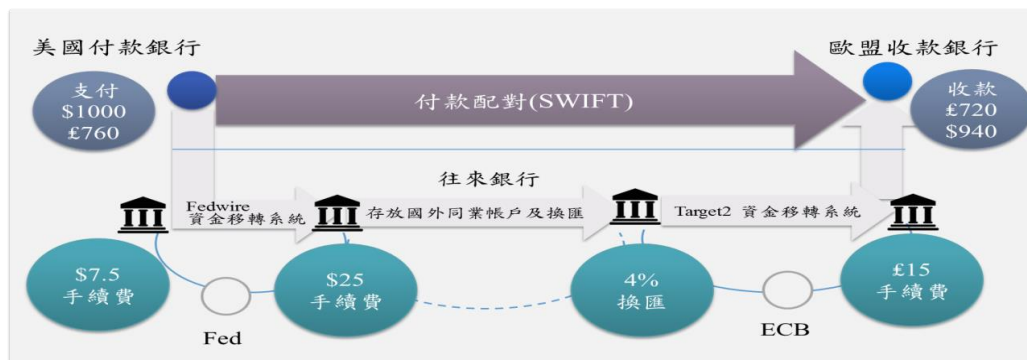 美國付款銀行
歐盟收款銀行
支付
$1000
£760
付款配對(SWIFT)
收款
£720
$940
往來銀行
Fedwire
資金移轉系統
存放國外同業帳戶及換匯
Target2 資金移轉系統
$7.5
手續費
$25
手續費
4%
換匯
£15
手續費
Fed
ECB